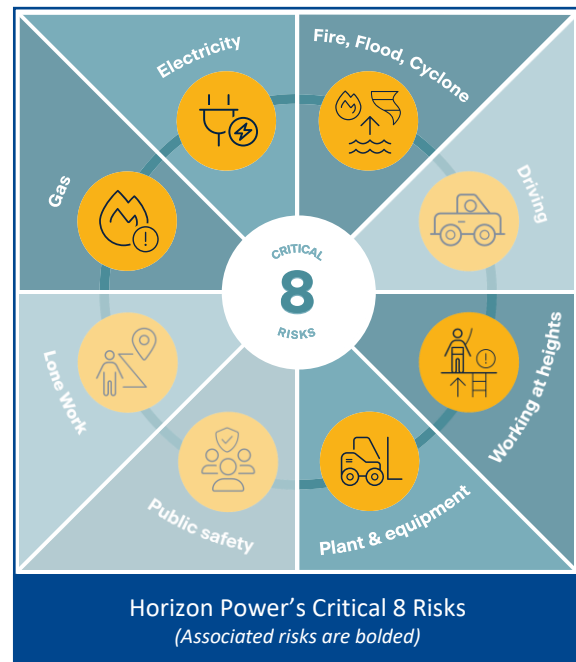 Electricity
Fire, Flood, Cyclone
Gas
Driving
CRITICAL
8
RISKS
Lone Work
Working at heights
Public safety
Plant & equipment
Horizon Power's Critical 8 Risks
(Associated risks are bolded)